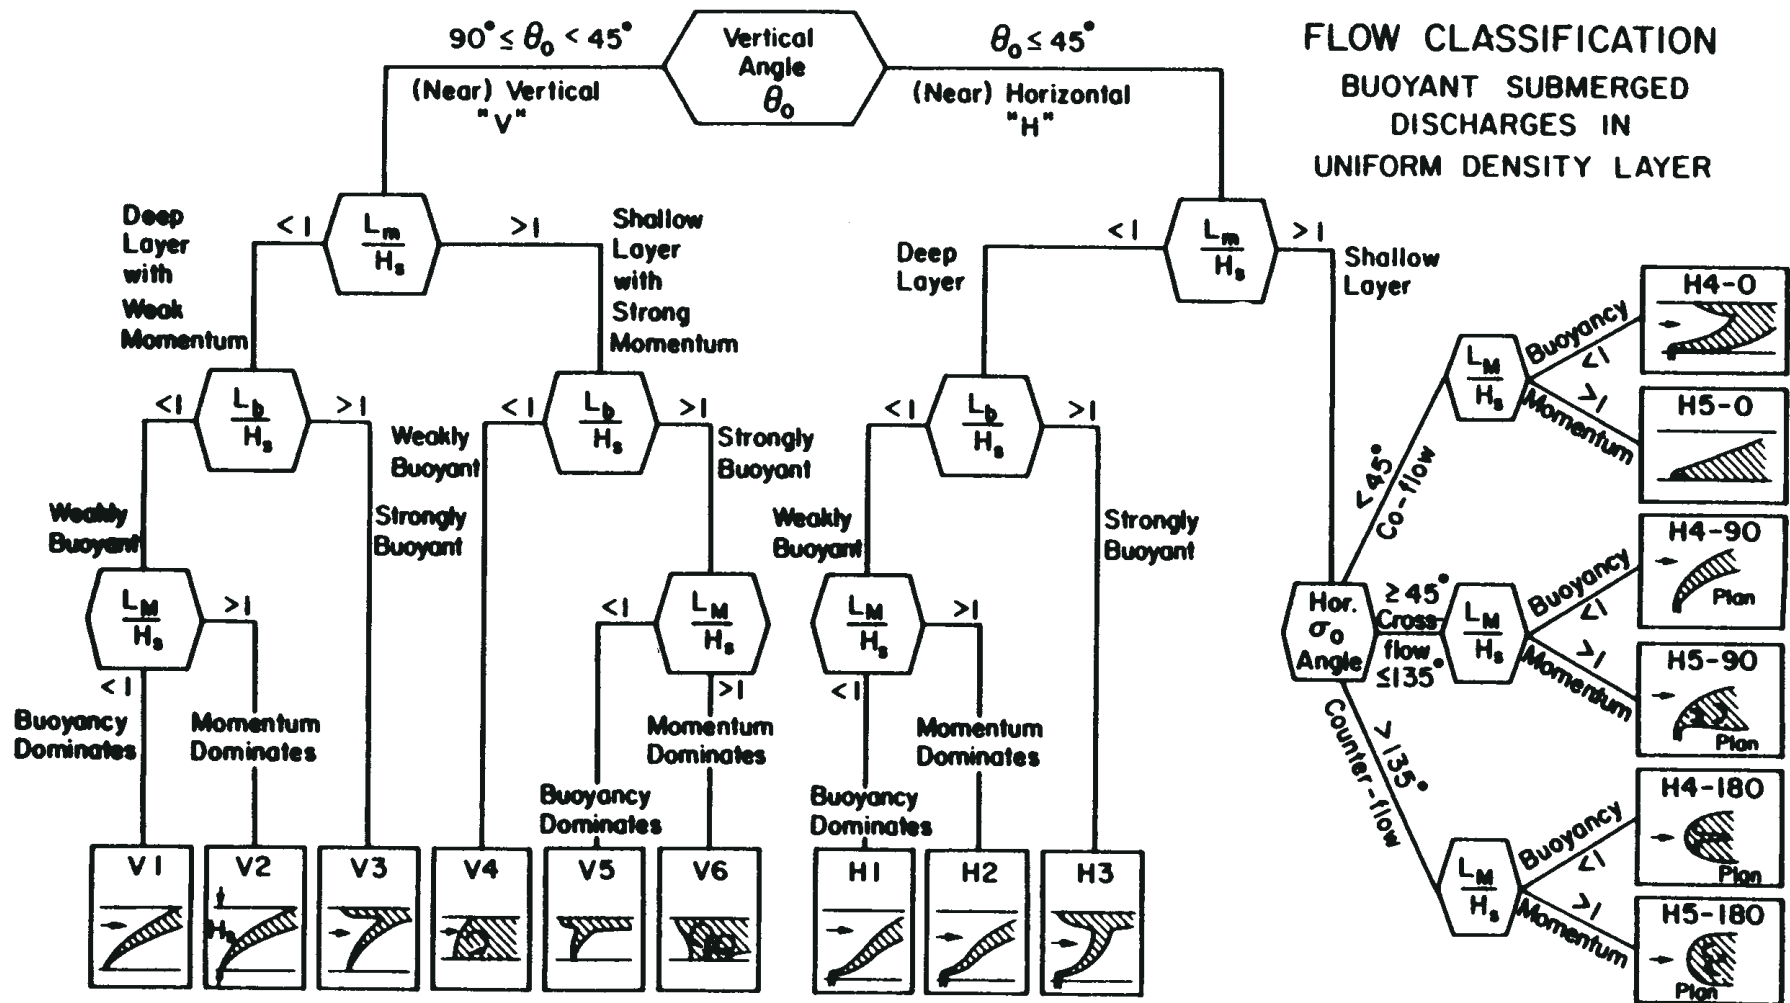 FLOW CLASSIFICATION
BUOYANT SUBMERGED
DISCHARGES IN
UNIFORM DENSITY LAYER
90° ≤ θo < 45°
(Near) Vertical
"V"
Vertical
Angle
θo
θo ≤ 45°
(Near) Horizontal
"H"
Deep
Layer
with
Weak
Momentum
< 1
Lm
Hs
> 1
Shallow
Layer
with
Strong
Momentum
Deep
Layer
< 1
Lm
Hs
> 1
Shallow
Layer
< 1
Lb
Hs
> 1
Weakly
Buoyant
Strongly
Buoyant
Weakly
Buoyant
< 1
Lb
Hs
> 1
Strongly
Buoyant
< 1
Lb
Hs
> 1
Weakly
Buoyant
Strongly
Buoyant
LM
Hs
> 1
< 1
Buoyancy
Dominates
Momentum
Dominates
< 1
LM
Hs
> 1
Momentum
Dominates
Buoyancy
Dominates
LM
Hs
> 1
< 1
Momentum
Dominates
Buoyancy
Dominates
Hor.
σo
Angle
< 45°
Co-flow
≥ 45°
Cross
flow
≤135°
> 135°
Counter-flow
LM
Hs
Buoyancy
< 1
> 1
Momentum
LM
Hs
Buoyancy
< 1
> 1
Momentum
LM
Hs
Buoyancy
< 1
> 1
Momentum
H4-0
H5-0
H4-90
Plan
H5-90
Plan
H4-180
Plan
H5-180
Plan
V1
V2
Hs
V3
V4
V5
V6
H1
H2
H3